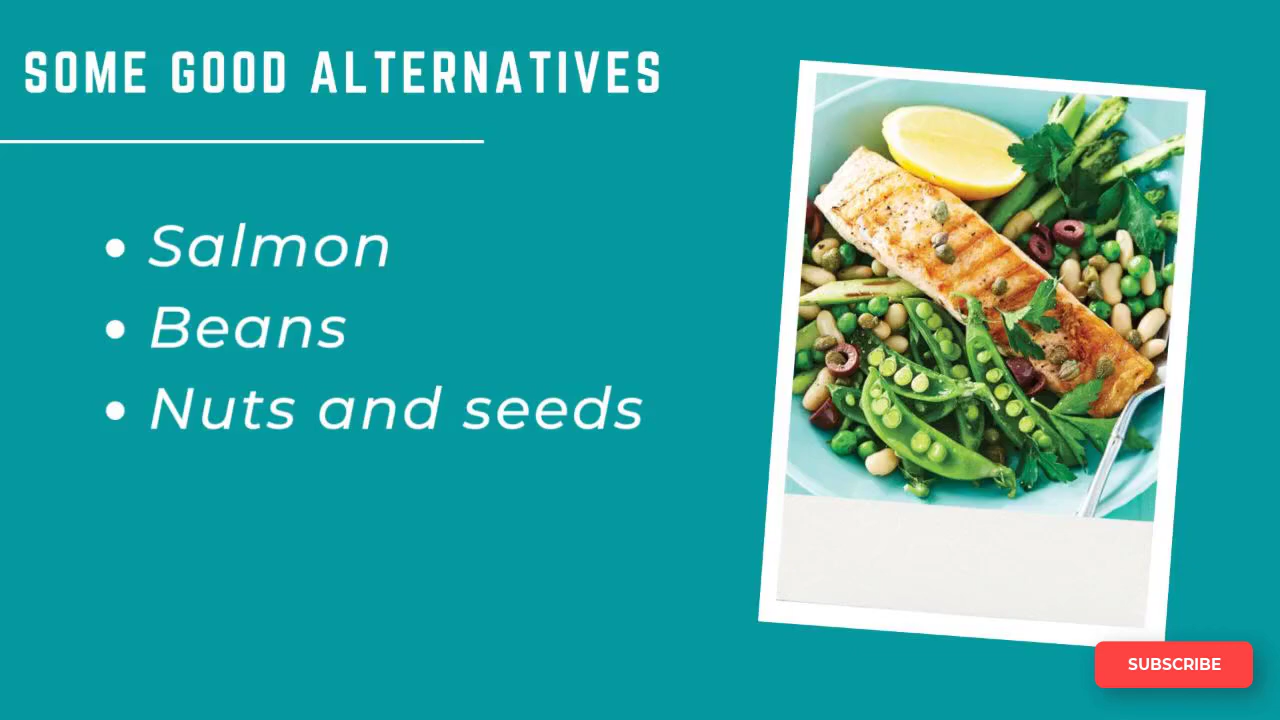 SOME GOOD ALTERNATIVES
• Salmon
• Beans
• Nuts and seeds
SUBSCRIBE